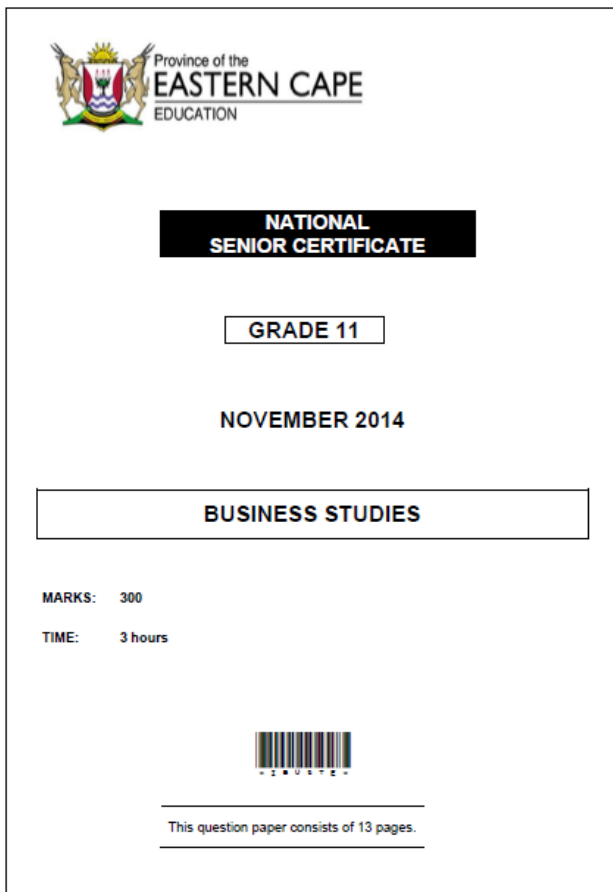 Province of the
EASTERN CAPE
EDUCATION
NATIONAL
SENIOR CERTIFICATE
GRADE 11
NOVEMBER 2014
BUSINESS STUDIES
MARKS: 300
TIME: 3 hours
This question paper consists of 13 pages.